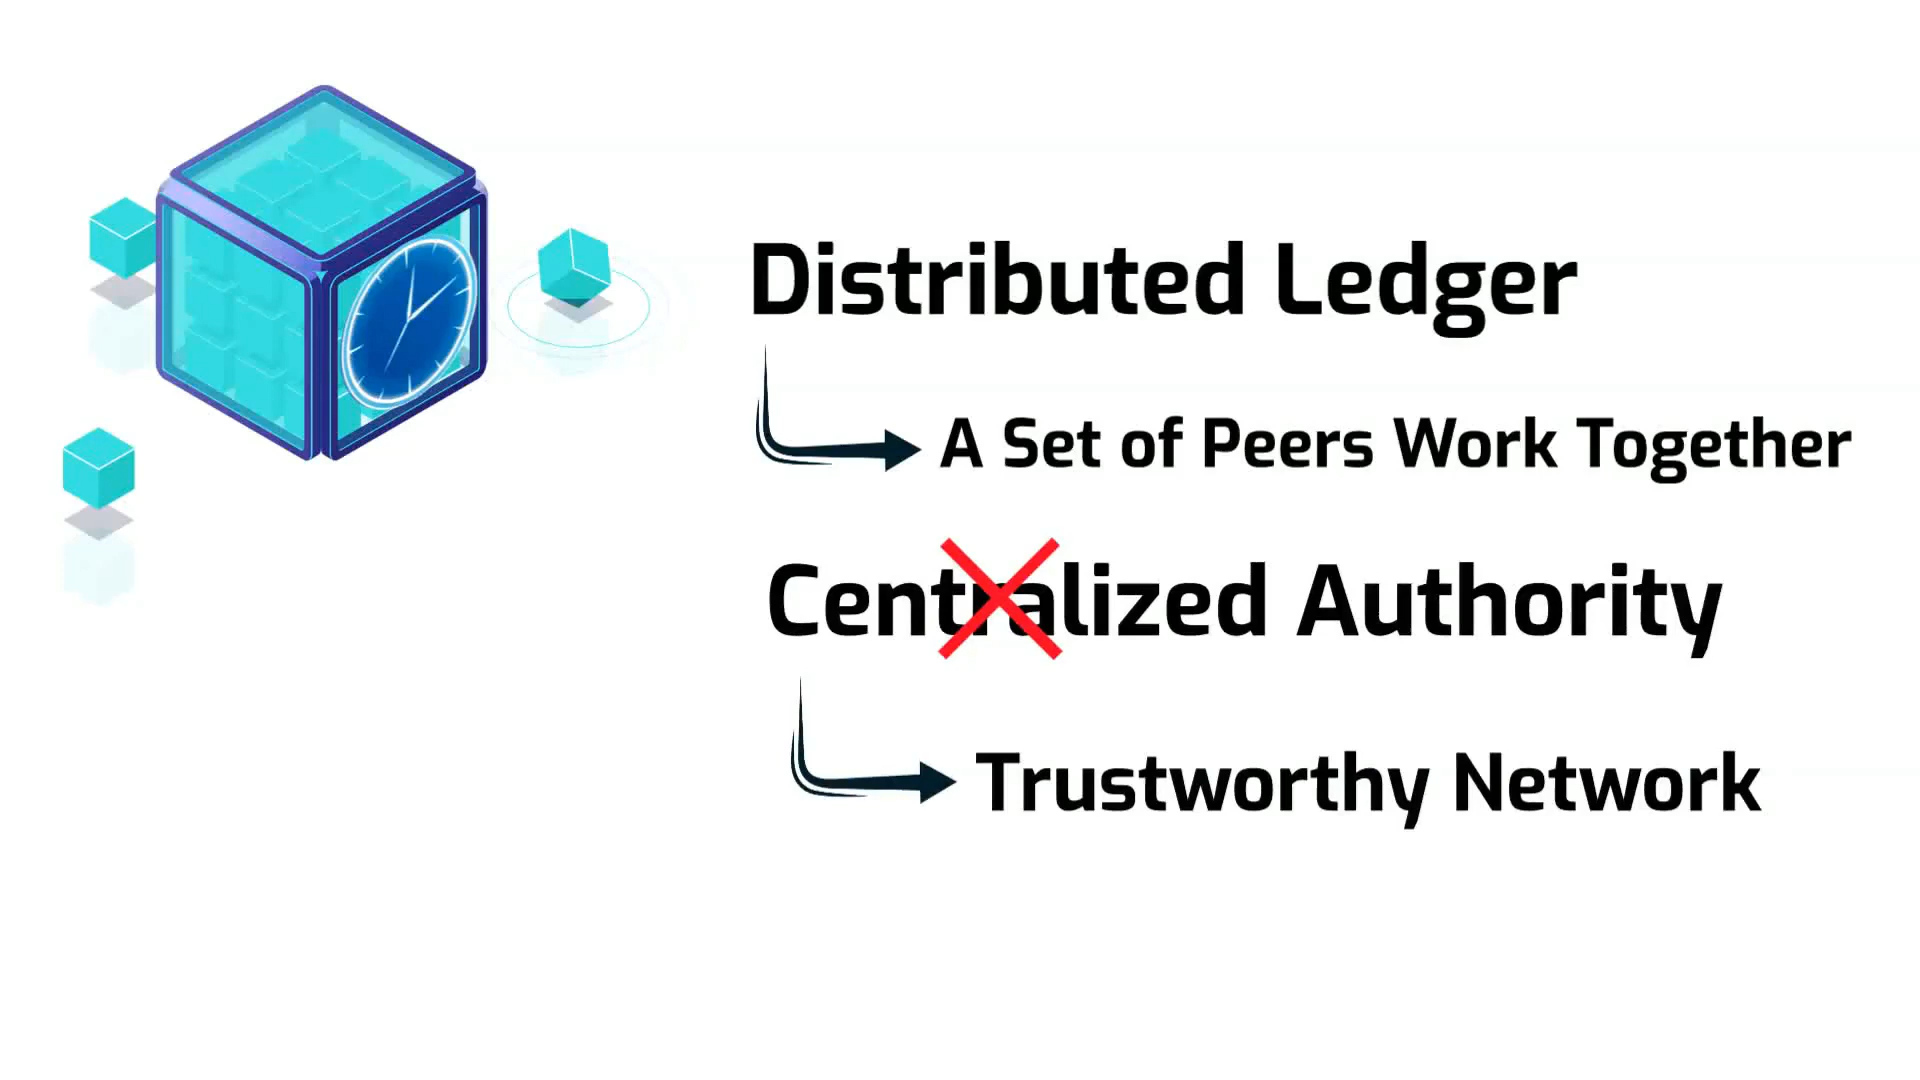 Distributed Ledger
A Set of Peers Work Together
Centralized Authority
Trustworthy Network